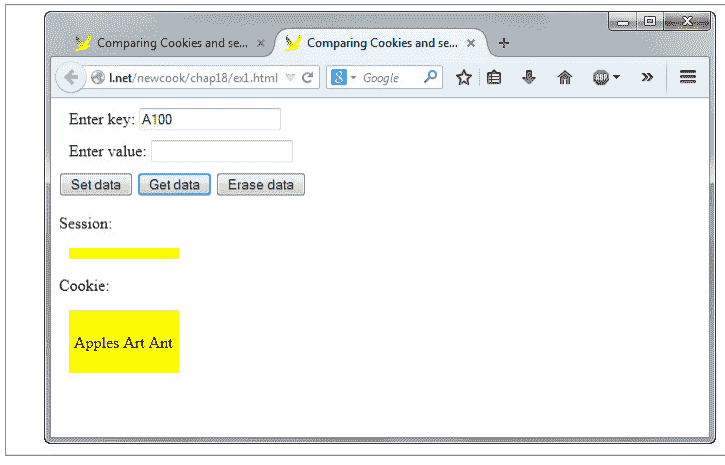 Comparing Cookies and se... ×
Comparing Cookies and se... ×
l.net/newcook/chap18/ex1.html
Google
ABP
Enter key: A100
Enter value:
Set data Get data Erase data
Session:
Cookie:
Apples Art Ant